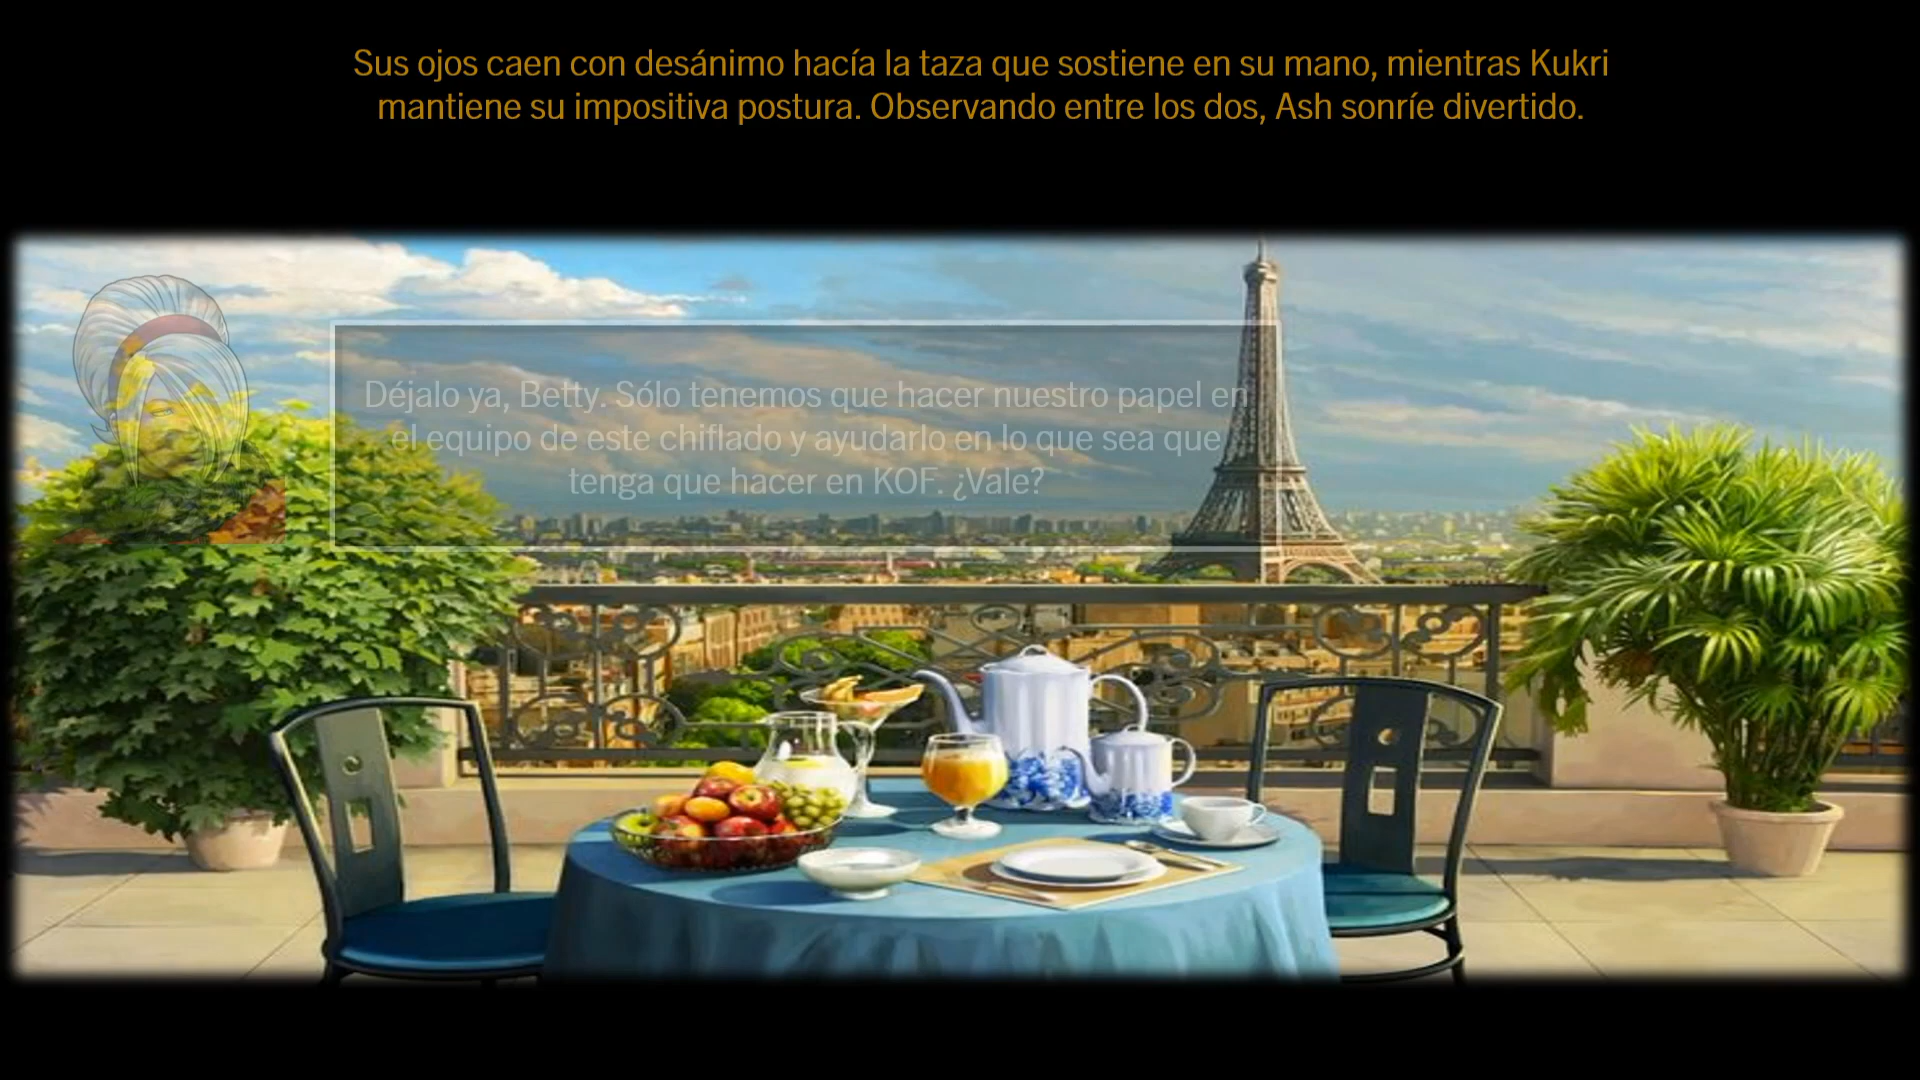 Sus ojos caen con desánimo hacía la taza que sostiene en su mano, mientras Kukri
mantiene su impositiva postura. Observando entre los dos, Ash sonríe divertido.
Déjalo ya, Betty. Sólo tenemos que hacer nuestro papel en
el equipo de este chiflado y ayudarlo en lo que sea que
tenga que hacer en KOF. ¿Vale?